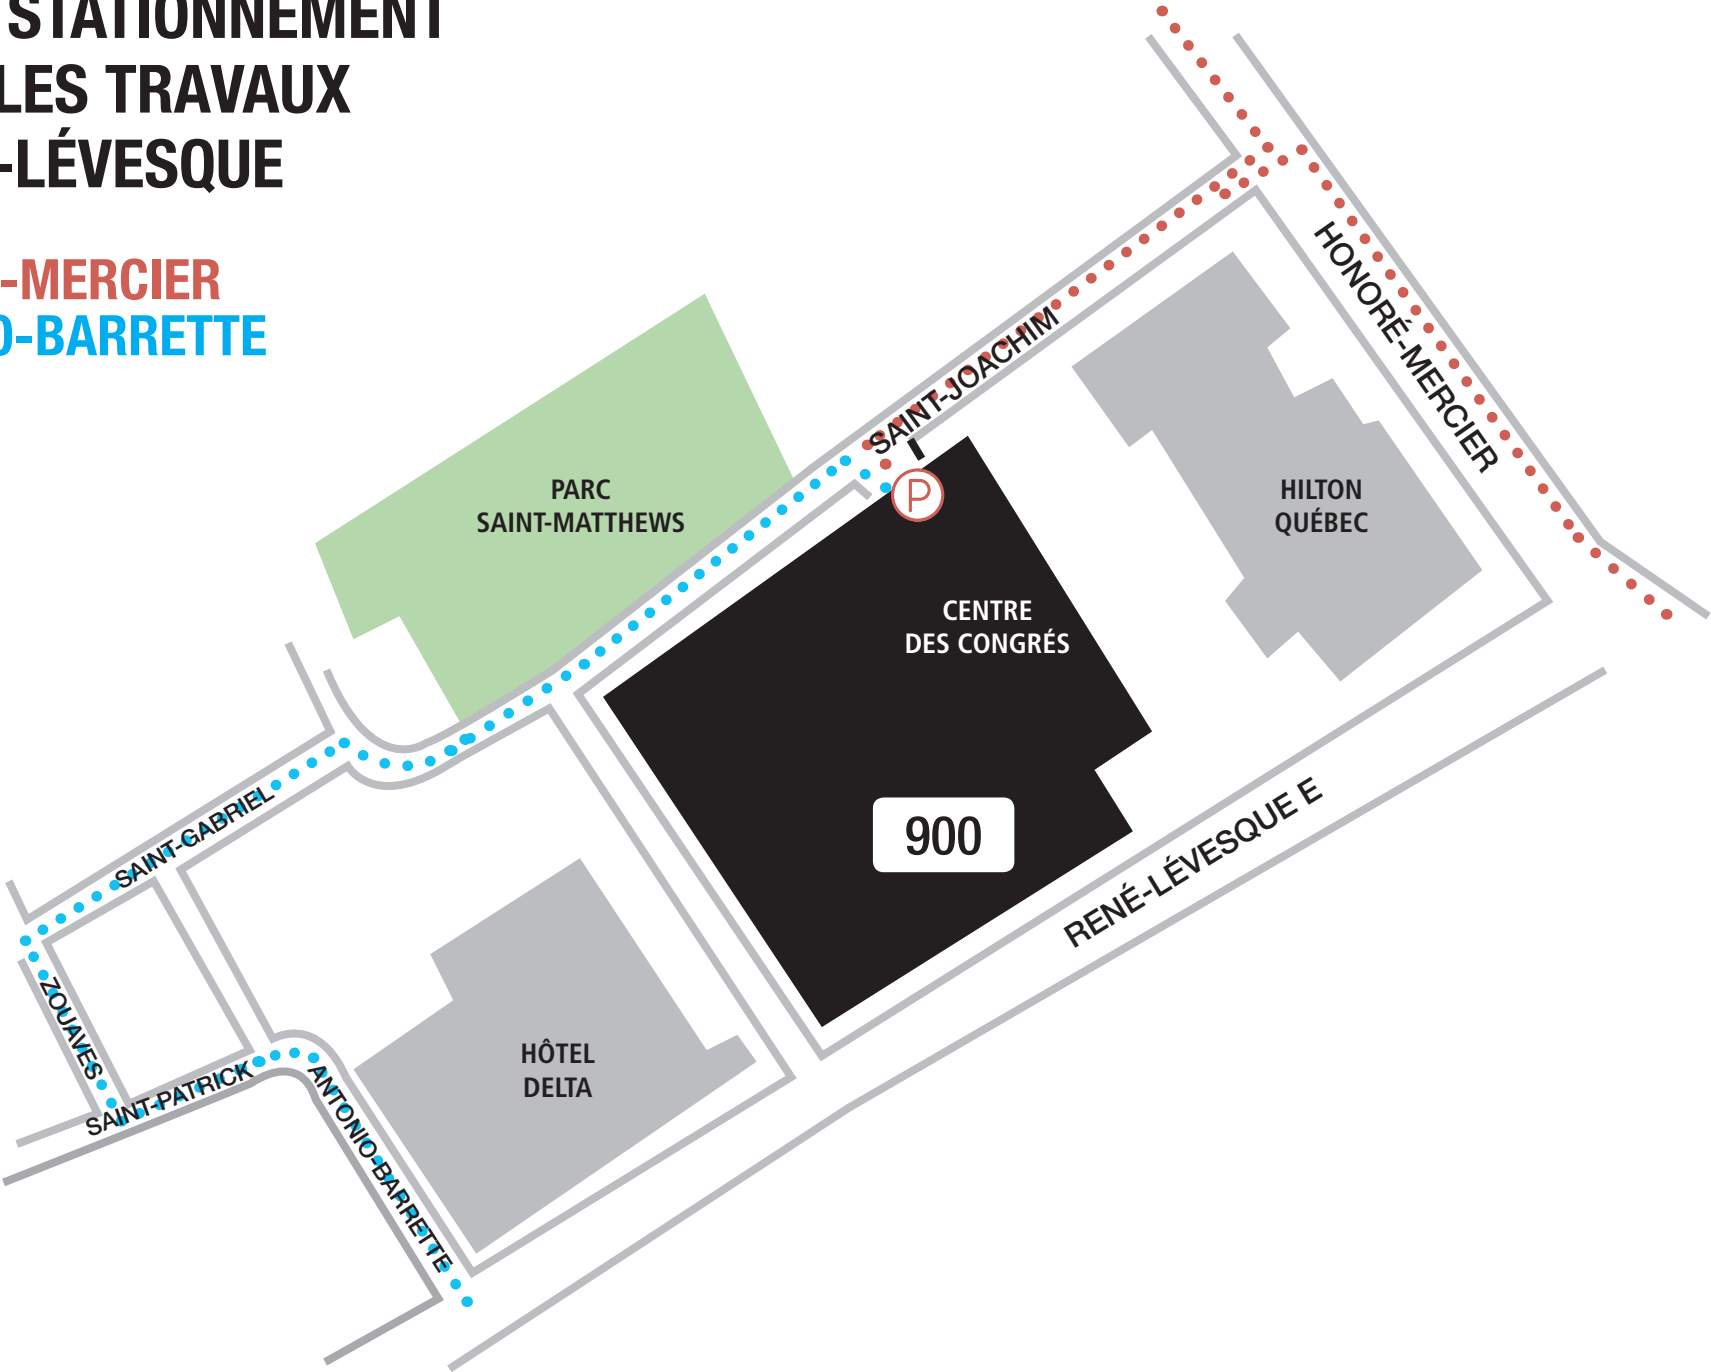 STATIONNEMENT
LES TRAVAUX
-LÉVESQUE
-MERCIER
O-BARRETTE
HONORÉ-MERCIER
SAINT-JOACHIM
P
PARC
SAINT-MATTHEWS
HILTON
QUÉBEC
CENTRE
DES CONGRÉS
900
RENÉ-LÉVESQUE E
SAINT-GABRIEL
ZOUAVES
SAINT-PATRICK
ANTONIO-BARRETTE
HÔTEL
DELTA